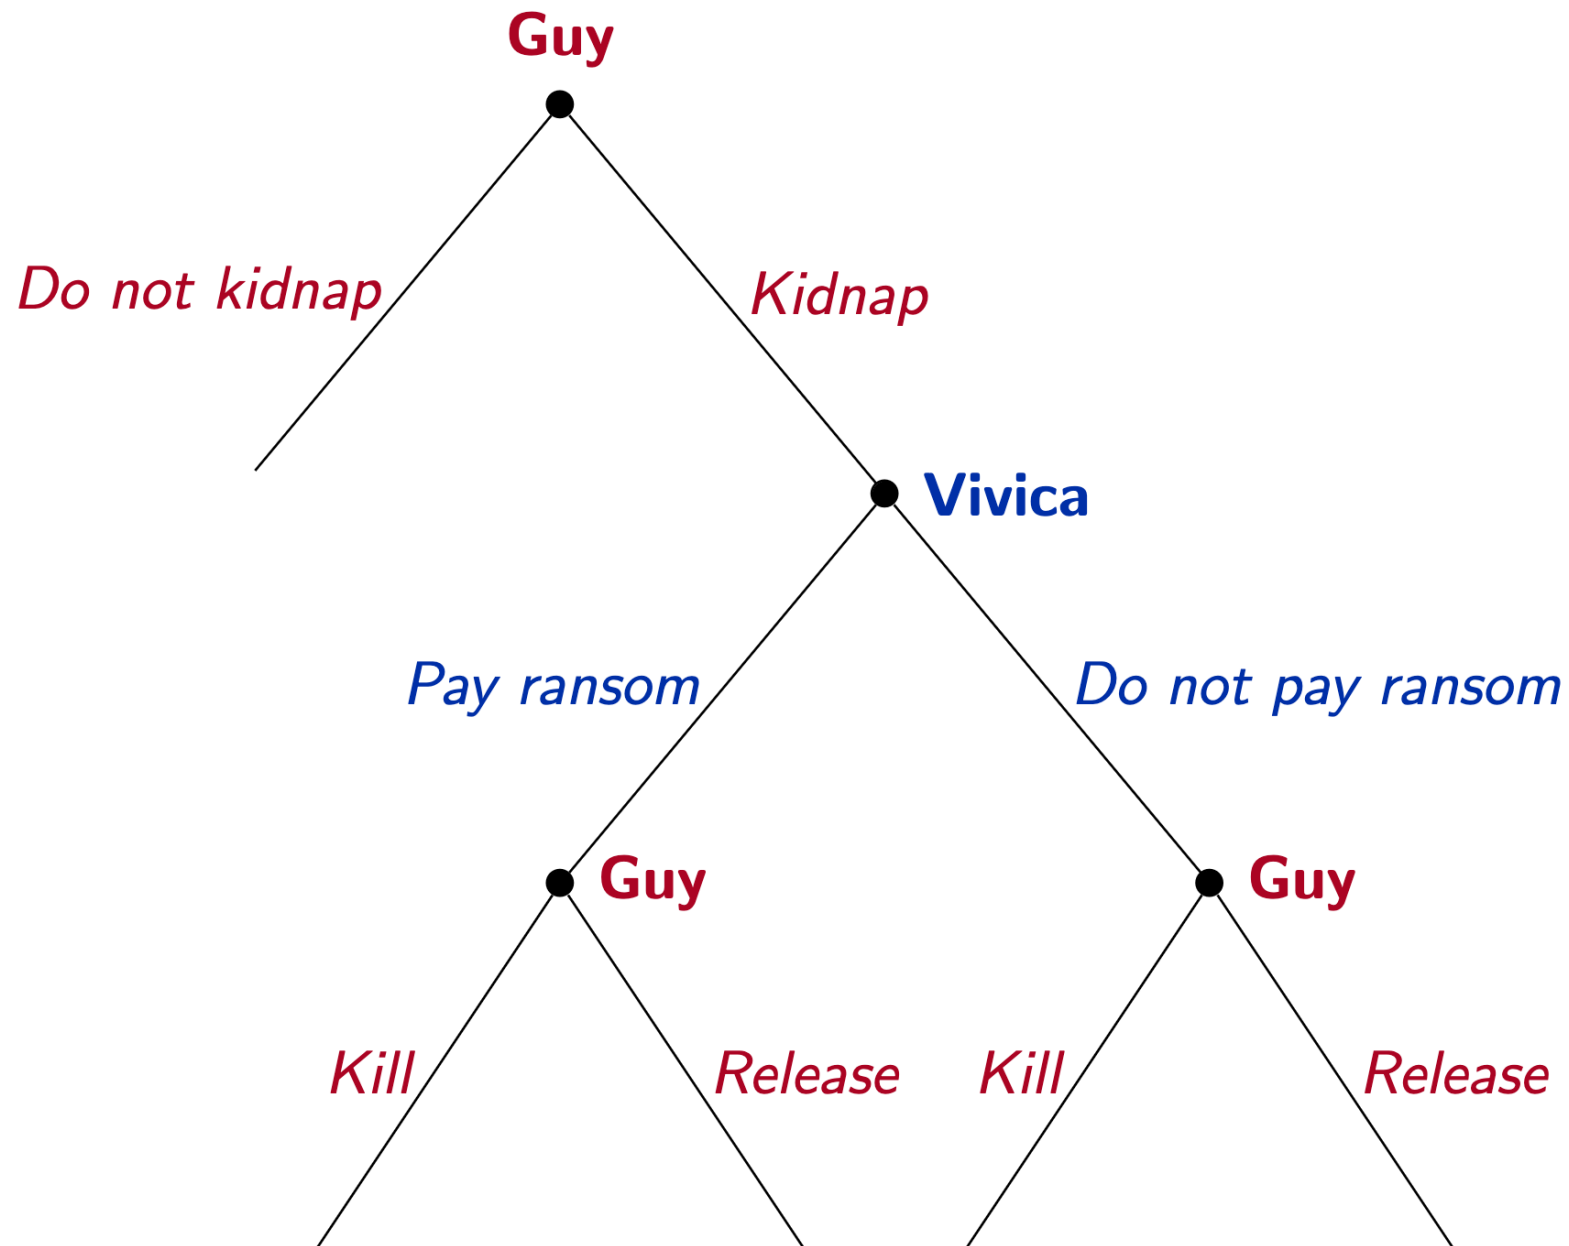 Guy
Do not kidnap
Kidnap
Vivica
Pay ransom
Do not pay ransom
Guy
Guy
Kill
Release
Kill
Release